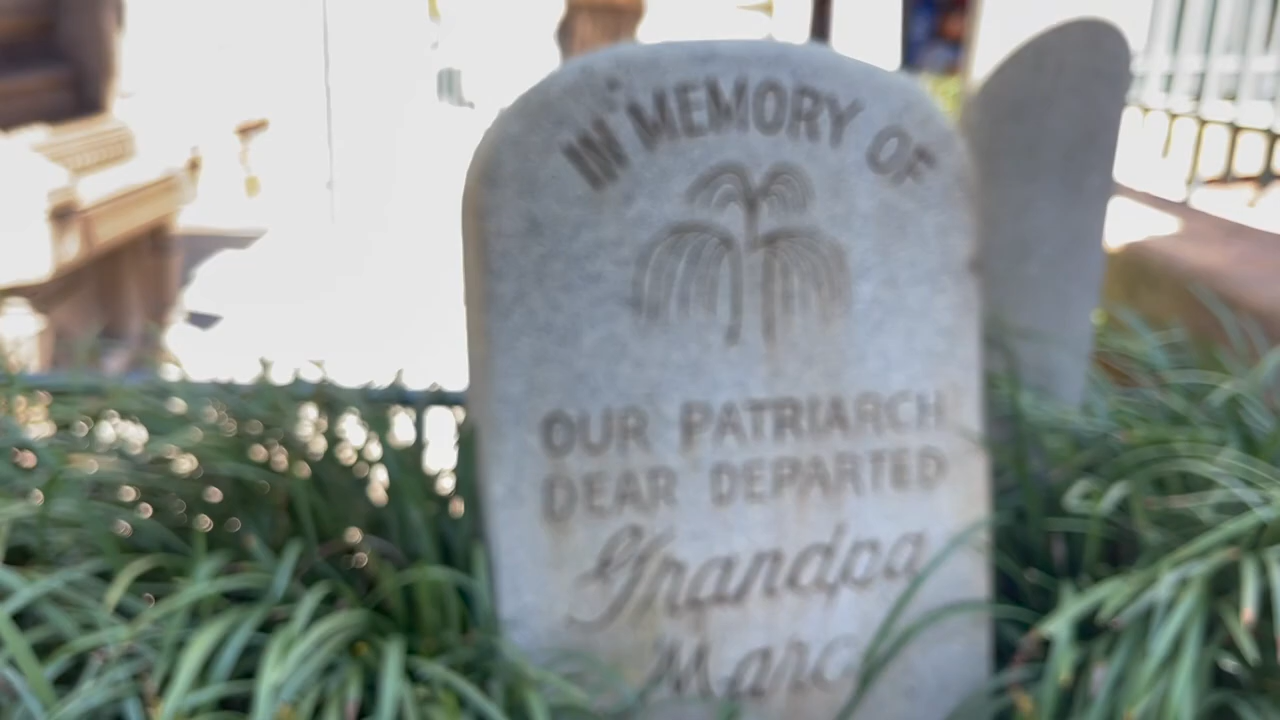 IN MEMORY OF
OUR PATRIARCH
DEAR DEPARTED
Grandpa
Marc